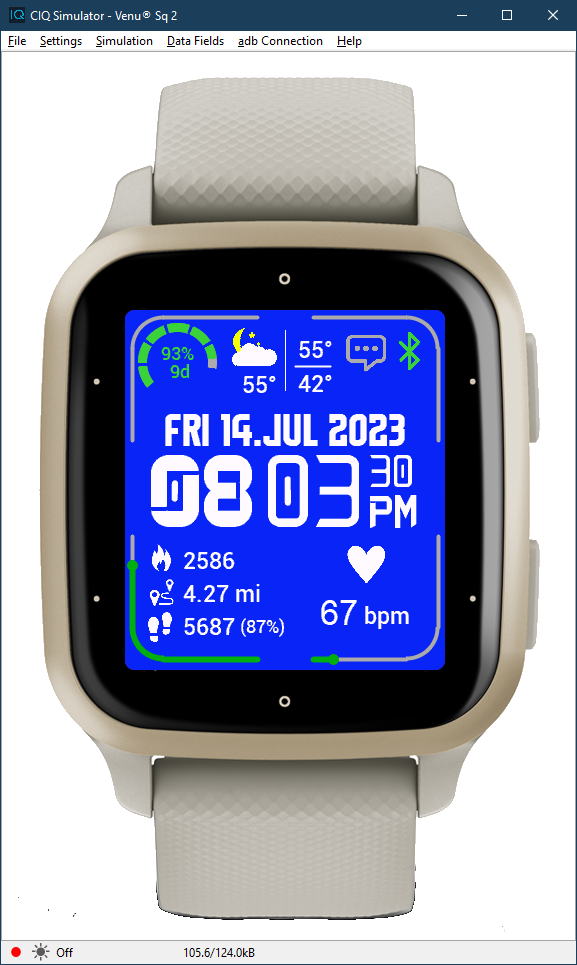 IQ CIQ Simulator - Venu® Sq 2
File Settings Simulation Data Fields adb Connection Help
93%
9d
55°
55°
42°
FRI 14.JUL 2023
08 03 30
PM
2586
4.27 mi
5687 (87%)
67 bpm
Off 105.6/124.0kB